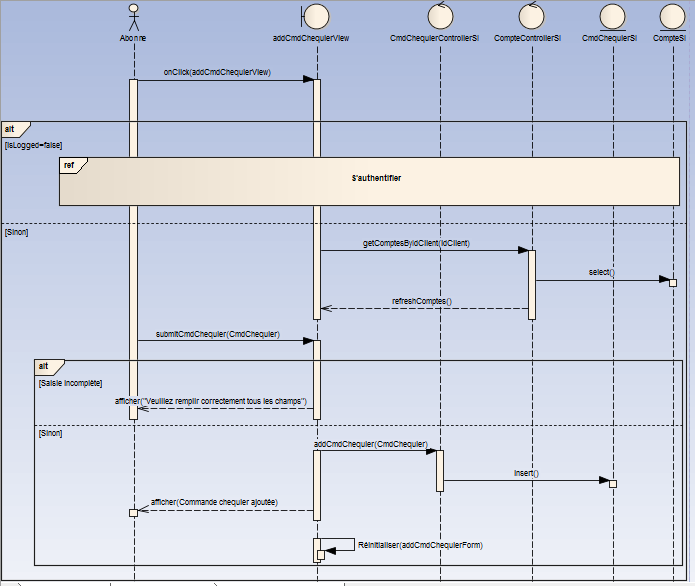 Abonne
addCmdChequierView
CmdChequierControllerSI
CompteControllerSI
CmdChequierSI
CompteSI
onClick(addCmdChequierView)
alt
[IsLogged=false]
ref
S'authentifier
[Sinon]
getComptesByIdClient(IdClient)
select()
refreshComptes()
submitCmdChequier(CmdChequier)
alt
[Saisie Incomplète]
afficher("Veuillez remplir correctement tous les champs")
[Sinon]
addCmdChequier(CmdChequier)
insert()
afficher(Commande chequier ajoutée)
Réinitialiser(addCmdChequierForm)